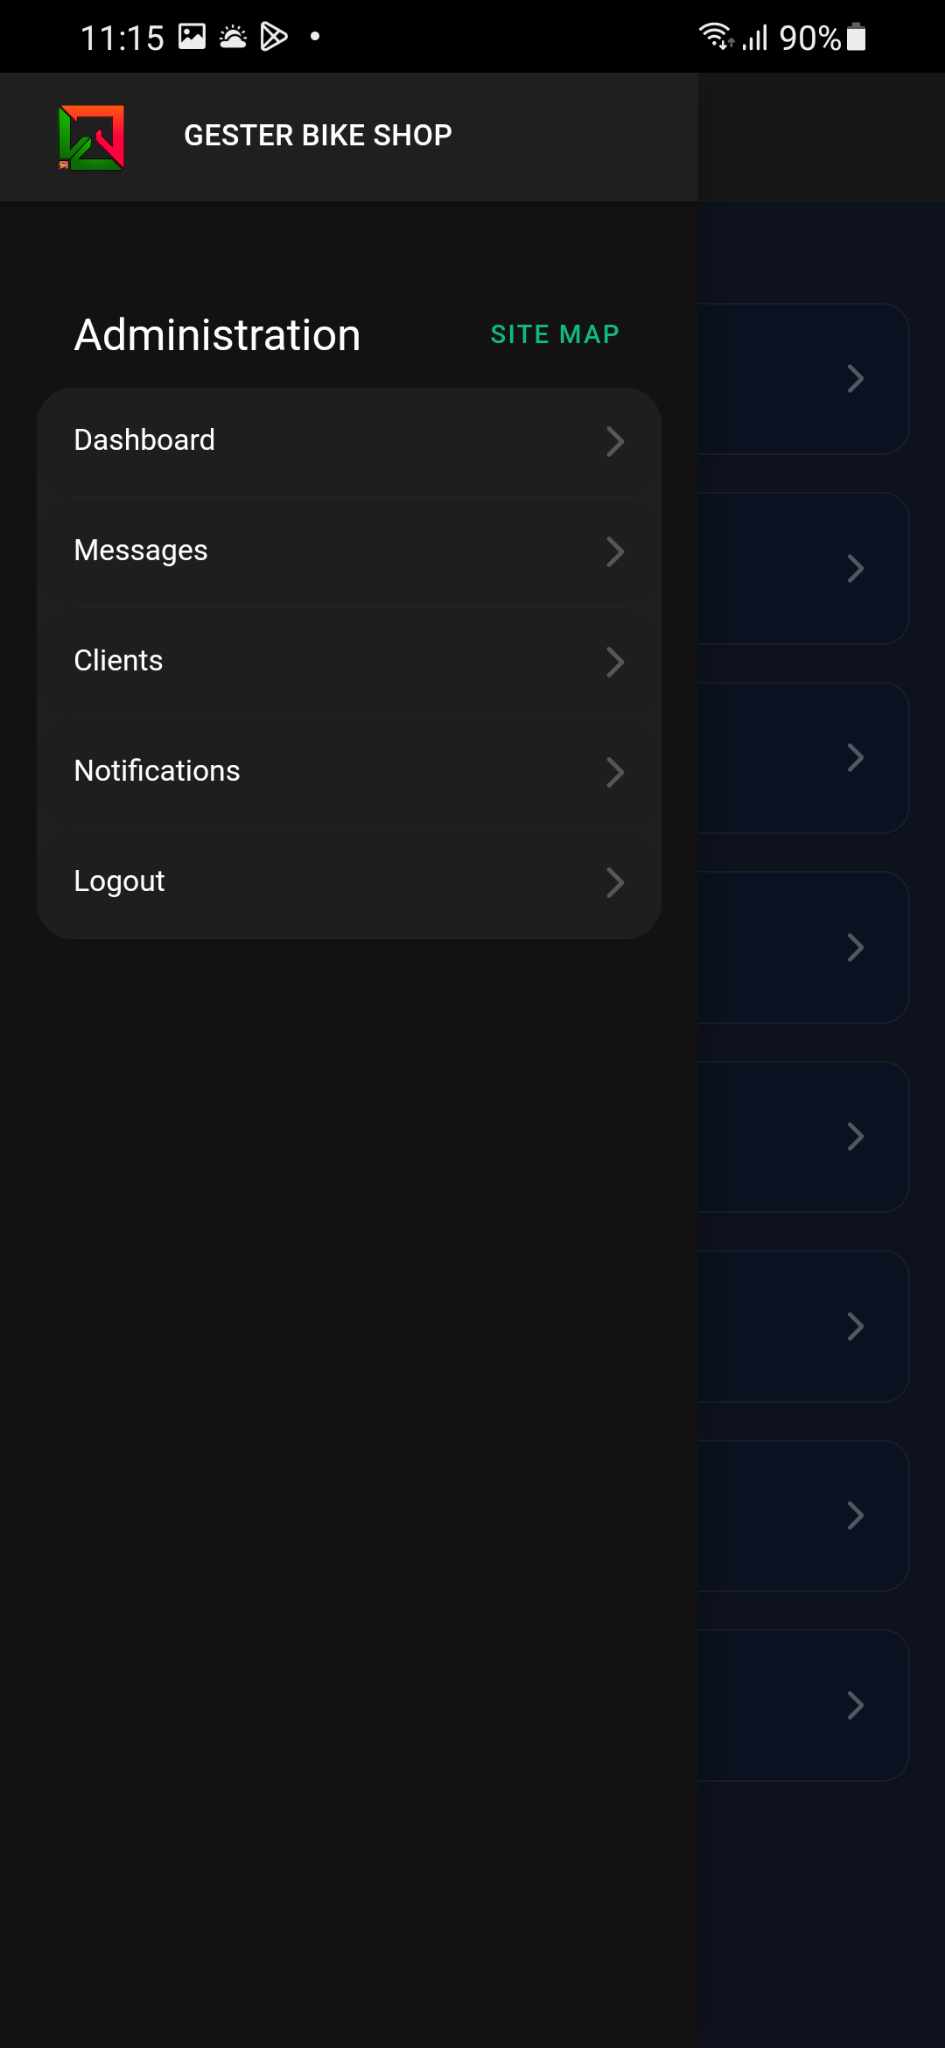 11:15 90%
GESTER BIKE SHOP
Administration SITE MAP
Dashboard
Messages
Clients
Notifications
Logout